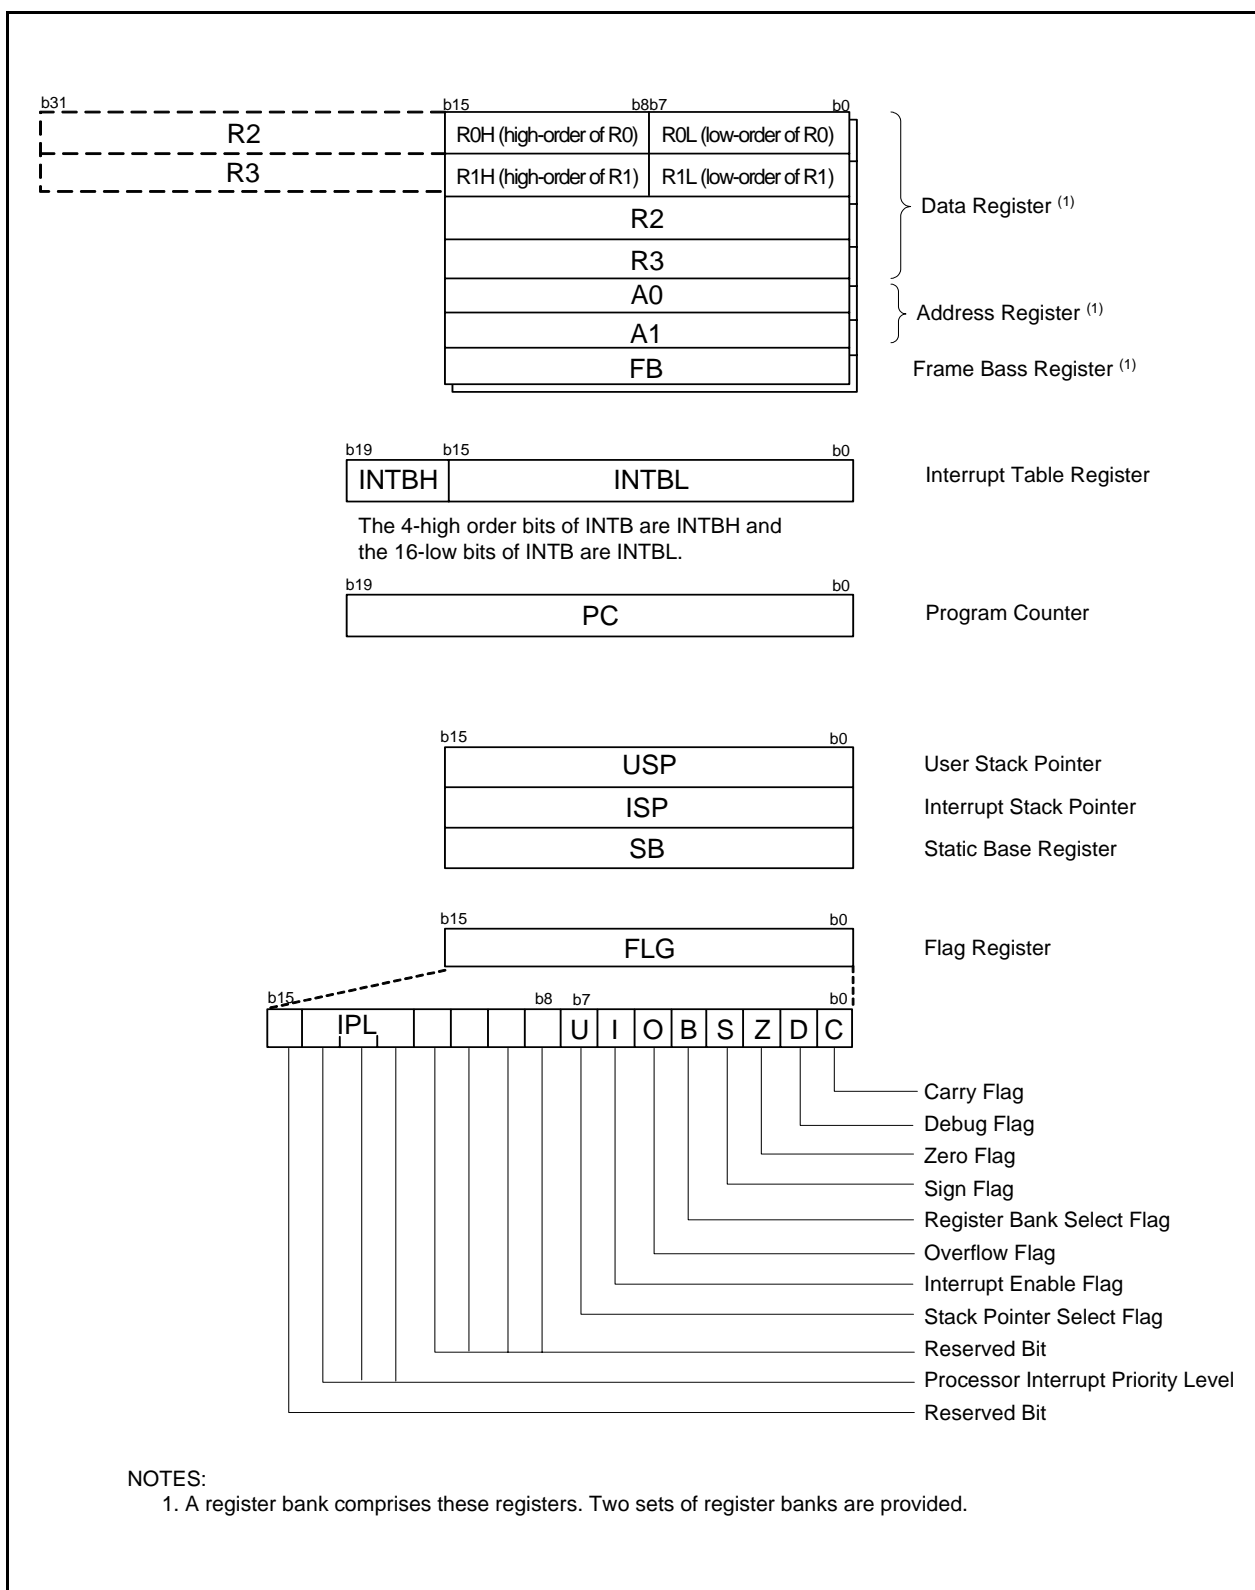 b31 b15 b8b7 b0
R2 R0H (high-order of R0) R0L (low-order of R0)
R3 R1H (high-order of R1) R1L (low-order of R1)
R2
Data Register (1)
R3
A0
Address Register (1)
A1
FB Frame Bass Register (1)
b19 b15 b0
INTBH INTBL Interrupt Table Register
The 4-high order bits of INTB are INTBH and
the 16-low bits of INTB are INTBL.
b19 b0
PC Program Counter
b15 b0
USP User Stack Pointer
ISP Interrupt Stack Pointer
SB Static Base Register
b15 b0
FLG Flag Register
b15 b8 b7 b0
IPL U I O B S Z D C
Carry Flag
Debug Flag
Zero Flag
Sign Flag
Register Bank Select Flag
Overflow Flag
Interrupt Enable Flag
Stack Pointer Select Flag
Reserved Bit
Processor Interrupt Priority Level
Reserved Bit
NOTES:
1. A register bank comprises these registers. Two sets of register banks are provided.